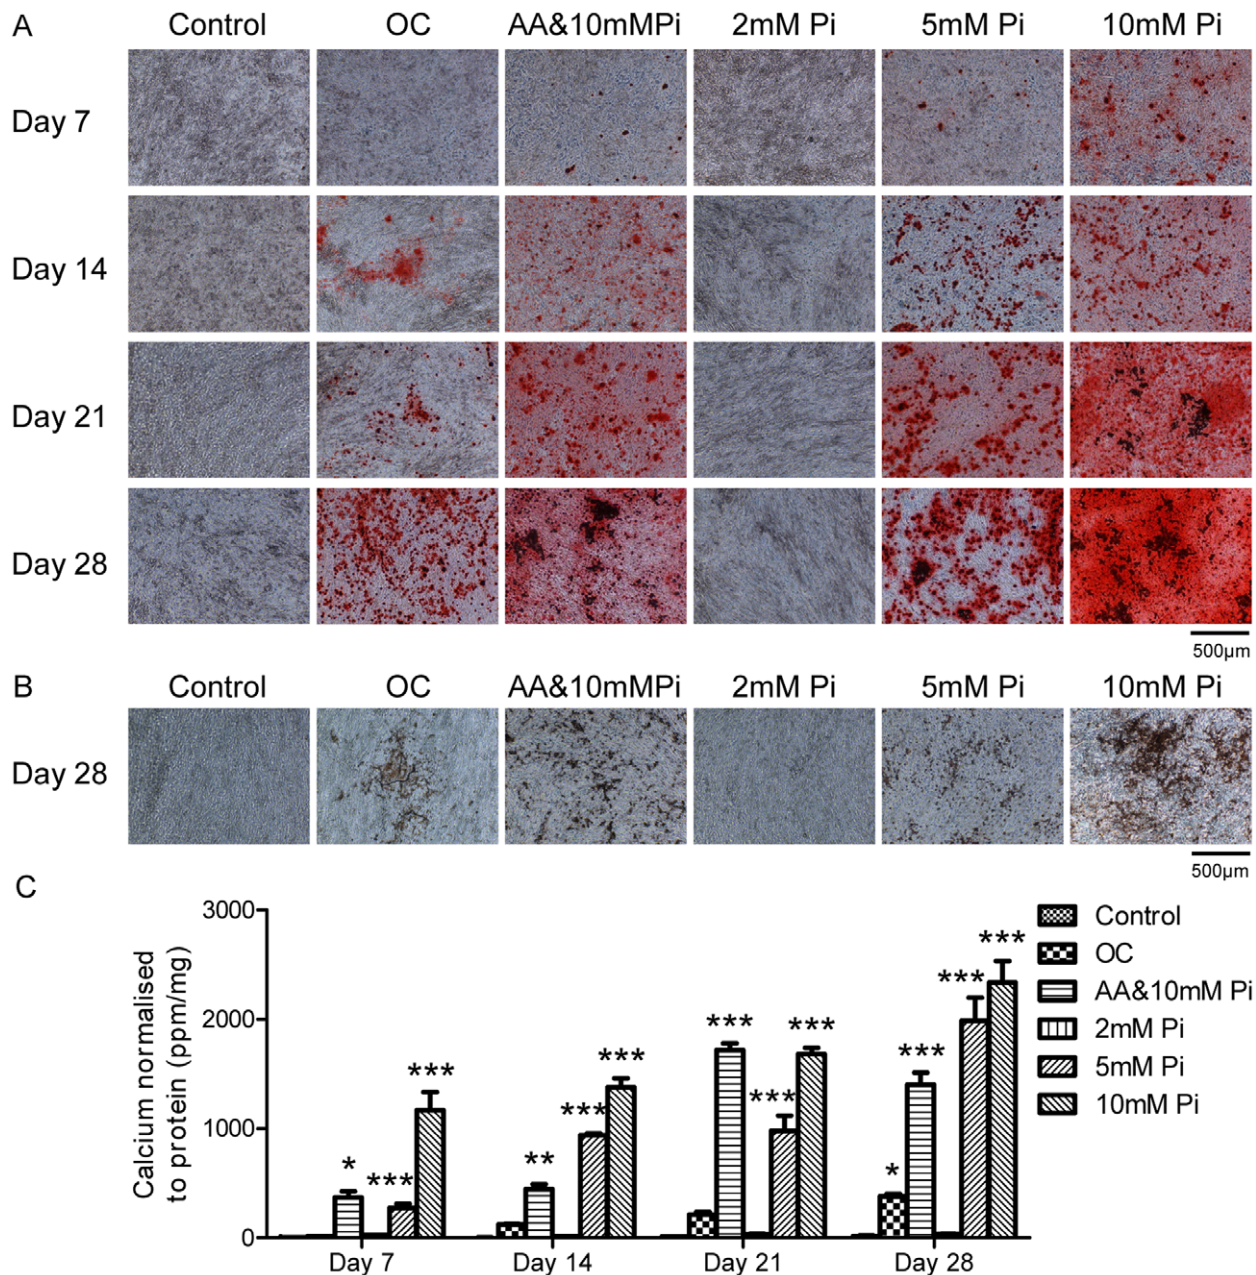 A
Control OC AA&10mMPi 2mM Pi 5mM Pi 10mM Pi
Day 7
Day 14
Day 21
Day 28
500µm
B
Control OC AA&10mMPi 2mM Pi 5mM Pi 10mM Pi
Day 28
500µm
C
Calcium normalised
to protein (ppm/mg)
3000
2000
1000
0
* *** ***
** *** ***
*** *** ***
* *** *** ***
Day 7 Day 14 Day 21 Day 28
Control
OC
AA&10mM Pi
2mM Pi
5mM Pi
10mM Pi